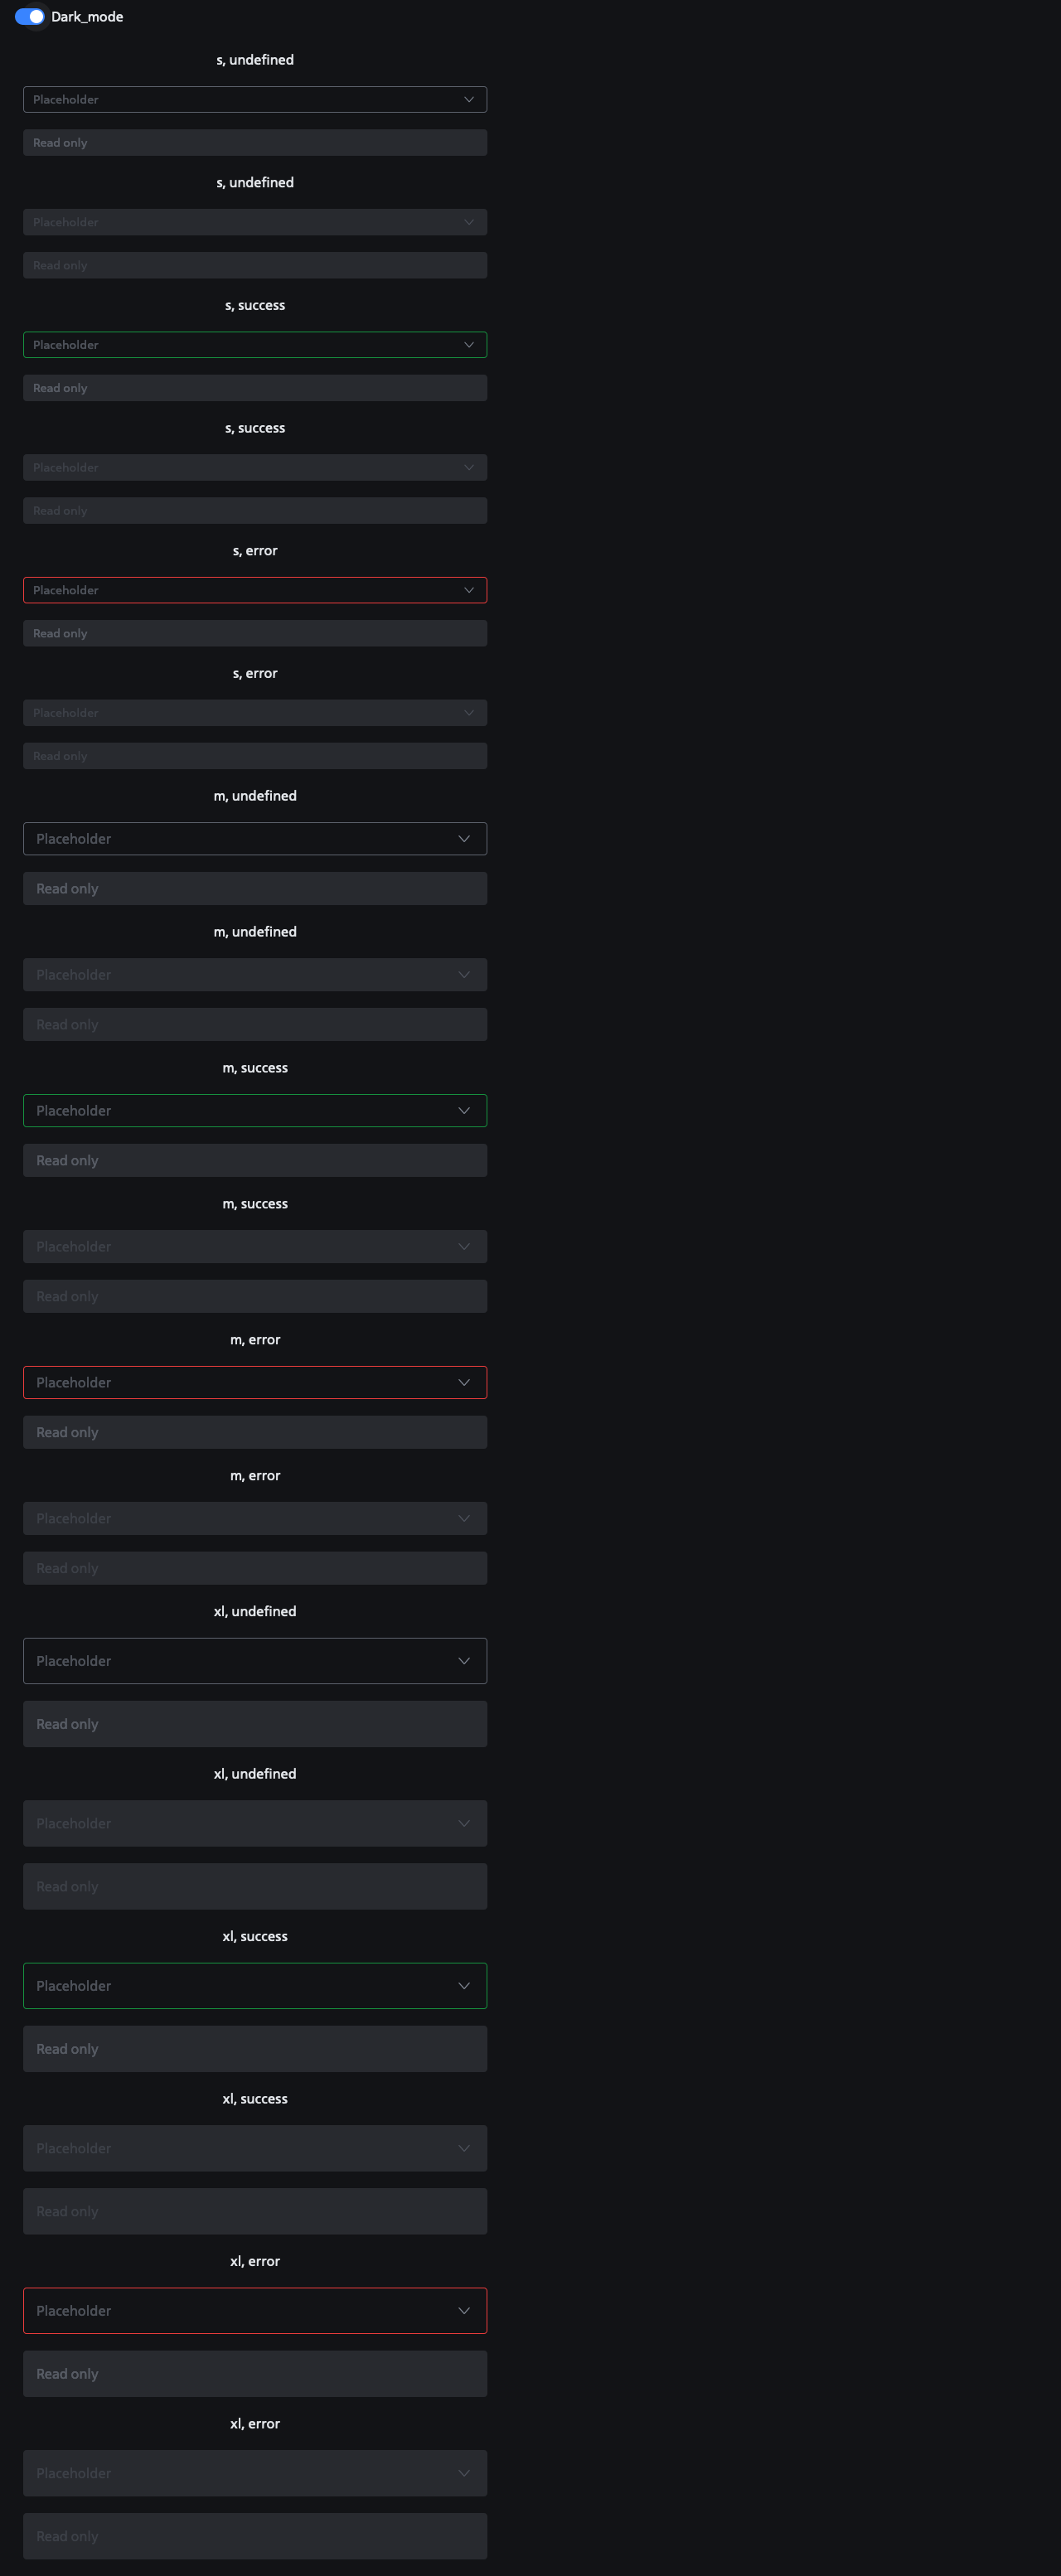 Dark_mode
s, undefined
Placeholder
Read only
s, undefined
Placeholder
Read only
s, success
Placeholder
Read only
s, success
Placeholder
Read only
s, error
Placeholder
Read only
s, error
Placeholder
Read only
m, undefined
Placeholder
Read only
m, undefined
Placeholder
Read only
m, success
Placeholder
Read only
m, success
Placeholder
Read only
m, error
Placeholder
Read only
m, error
Placeholder
Read only
xl, undefined
Placeholder
Read only
xl, undefined
Placeholder
Read only
xl, success
Placeholder
Read only
xl, success
Placeholder
Read only
xl, error
Placeholder
Read only
xl, error
Placeholder
Read only